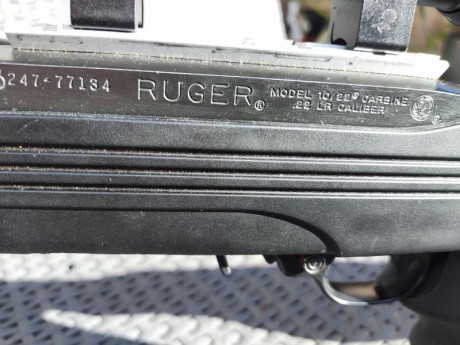 247-77134
RUGER®
MODEL 10/22® CARBINE
.22 LR CALIBER